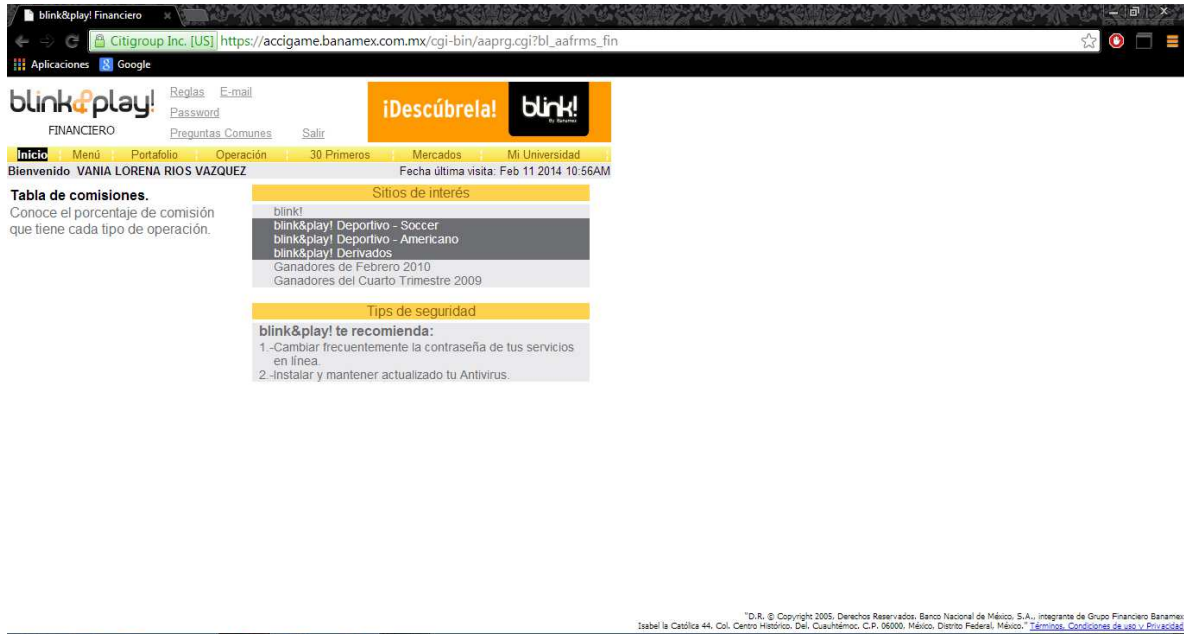 blink&play! Financiero
Citigroup Inc. [US] https://accigame.banamex.com.mx/cgi-bin/aaprg.cgi?bl_aafrms_fin
Aplicaciones Google
blink&play!
FINANCIERO
Reglas E-mail
Password
Preguntas Comunes Salir
¡Descúbrela! blink!
By Banamex
Inicio Menú Portafolio Operación 30 Primeros Mercados Mi Universidad
Bienvenido VANIA LORENA RIOS VAZQUEZ Fecha última visita: Feb 11 2014 10:56AM
Tabla de comisiones.
Conoce el porcentaje de comisión
que tiene cada tipo de operación.
Sitios de interés
blink!
blink&play! Deportivo - Soccer
blink&play! Deportivo - Americano
blink&play! Derivados
Ganadores de Febrero 2010
Ganadores del Cuarto Trimestre 2009
Tips de seguridad
blink&play! te recomienda:
1.-Cambiar frecuentemente la contraseña de tus servicios
en línea.
2.-Instalar y mantener actualizado tu Antivirus.
"D.R. © Copyright 2005, Derechos Reservados. Banco Nacional de México, S.A., integrante de Grupo Financiero Banamex
Isabel la Católica 44. Col. Centro Histórico. Del. Cuauhtémoc. C.P. 06000, México, Distrito Federal, México." Términos, Condiciones de uso y Privacidad